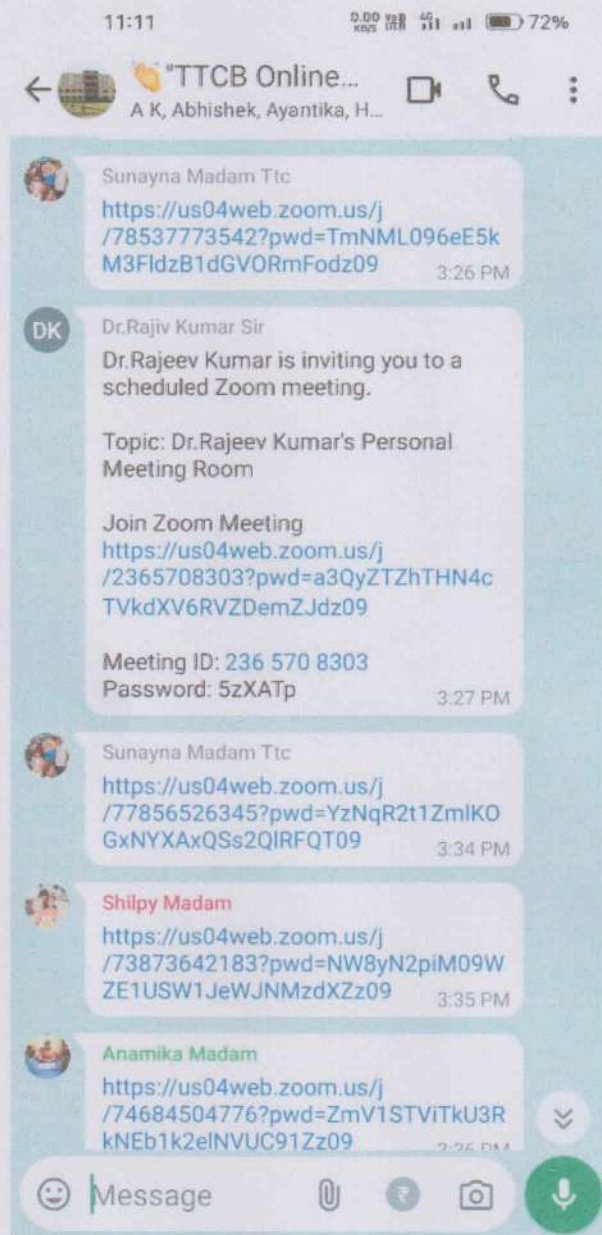 11:11
72%
"TTCB Online...
A K, Abhishek, Ayantika, H...
Sunayna Madam Ttc
https://us04web.zoom.us/j
/78537773542?pwd=TmNML096eE5k
M3FldzB1dGVORmFodz09
3:26 PM
DK
Dr.Rajiv Kumar Sir
Dr.Rajeev Kumar is inviting you to a
scheduled Zoom meeting.
Topic: Dr.Rajeev Kumar's Personal
Meeting Room
Join Zoom Meeting
https://us04web.zoom.us/j
/2365708303?pwd=a3QyZTZhTHN4c
TVkdXV6RVZDemZJdz09
Meeting ID: 236 570 8303
Password: 5zXATp
3:27 PM
Sunayna Madam Ttc
https://us04web.zoom.us/j
/77856526345?pwd=YzNqR2t1ZmlKO
GxNYXAxQSs2QlRFQT09
3:34 PM
Shilpy Madam
https://us04web.zoom.us/j
/73873642183?pwd=NW8yN2piM09W
ZE1USW1JeWJNMzdXZz09
3:35 PM
Anamika Madam
https://us04web.zoom.us/j
/74684504776?pwd=ZmV1STViTkU3R
kNEb1k2elNVUC91Zz09
Message